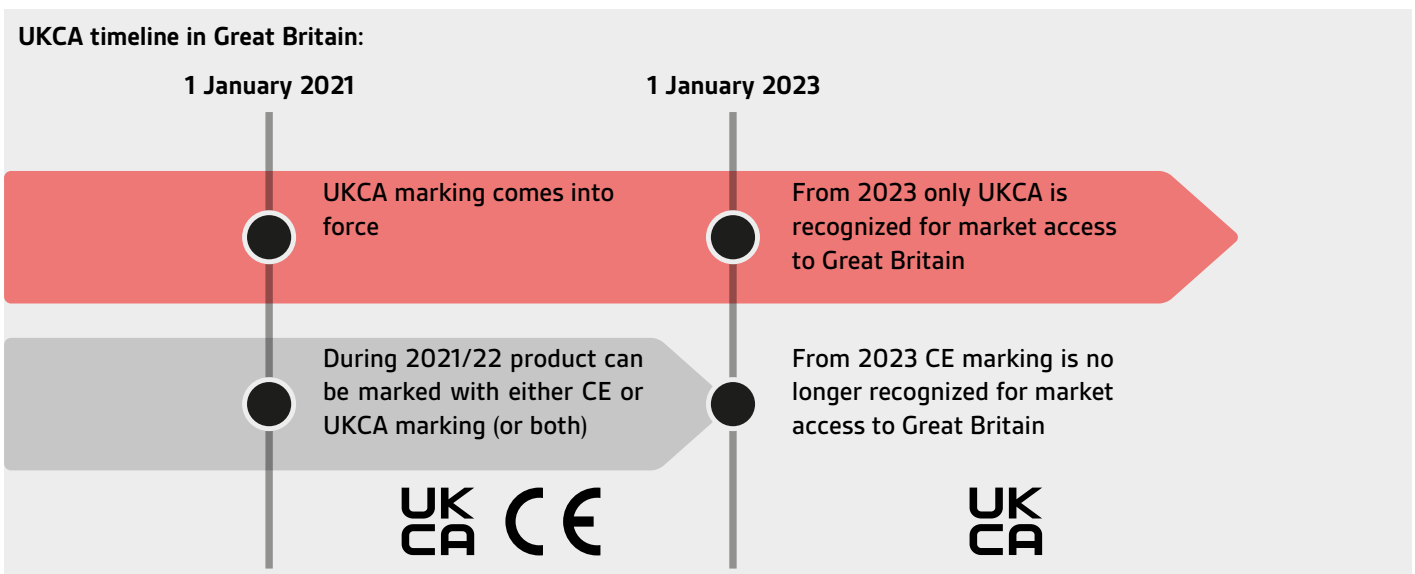 UKCA timeline in Great Britain:
1 January 2021
1 January 2023
UKCA marking comes into
force
From 2023 only UKCA is
recognized for market access
to Great Britain
During 2021/22 product can
be marked with either CE or
UKCA marking (or both)
From 2023 CE marking is no
longer recognized for market
access to Great Britain
UK
CA
CE
UK
CA